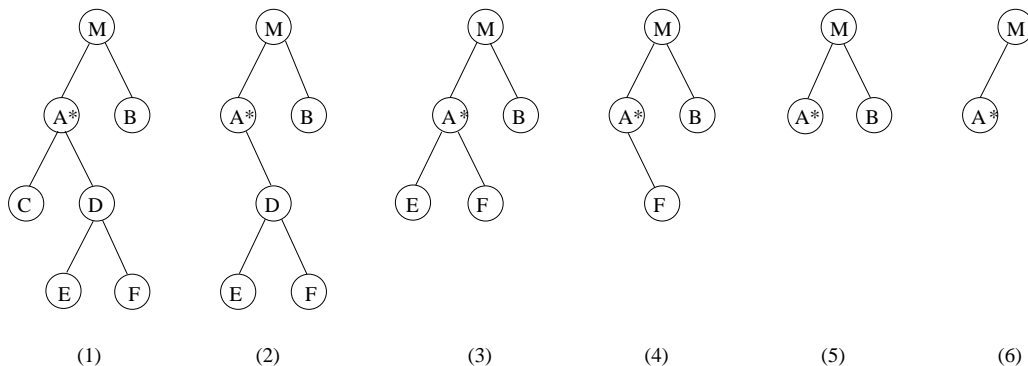 M M M M M M
A* B A* B A* B A* B A* B A*
C D D E F F
E F E F
(1) (2) (3) (4) (5) (6)